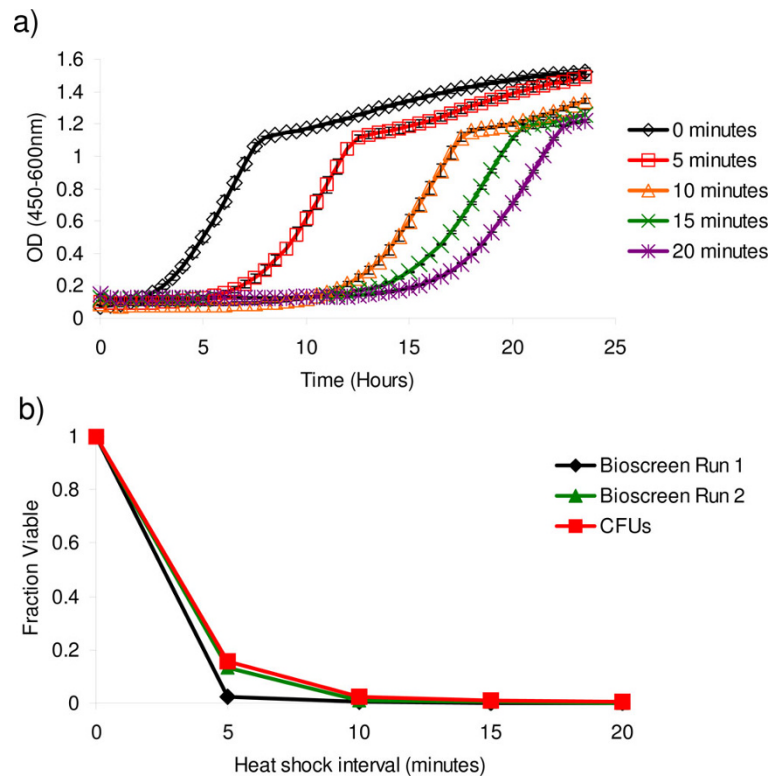 a)
1.6
1.4
1.2
1
0.8
0.6
0.4
0.2
0
OD (450-600nm)
0 5 10 15 20 25
Time (Hours)
0 minutes
5 minutes
10 minutes
15 minutes
20 minutes
b)
1
0.8
0.6
0.4
0.2
0
Fraction Viable
0 5 10 15 20
Heat shock interval (minutes)
Bioscreen Run 1
Bioscreen Run 2
CFUs